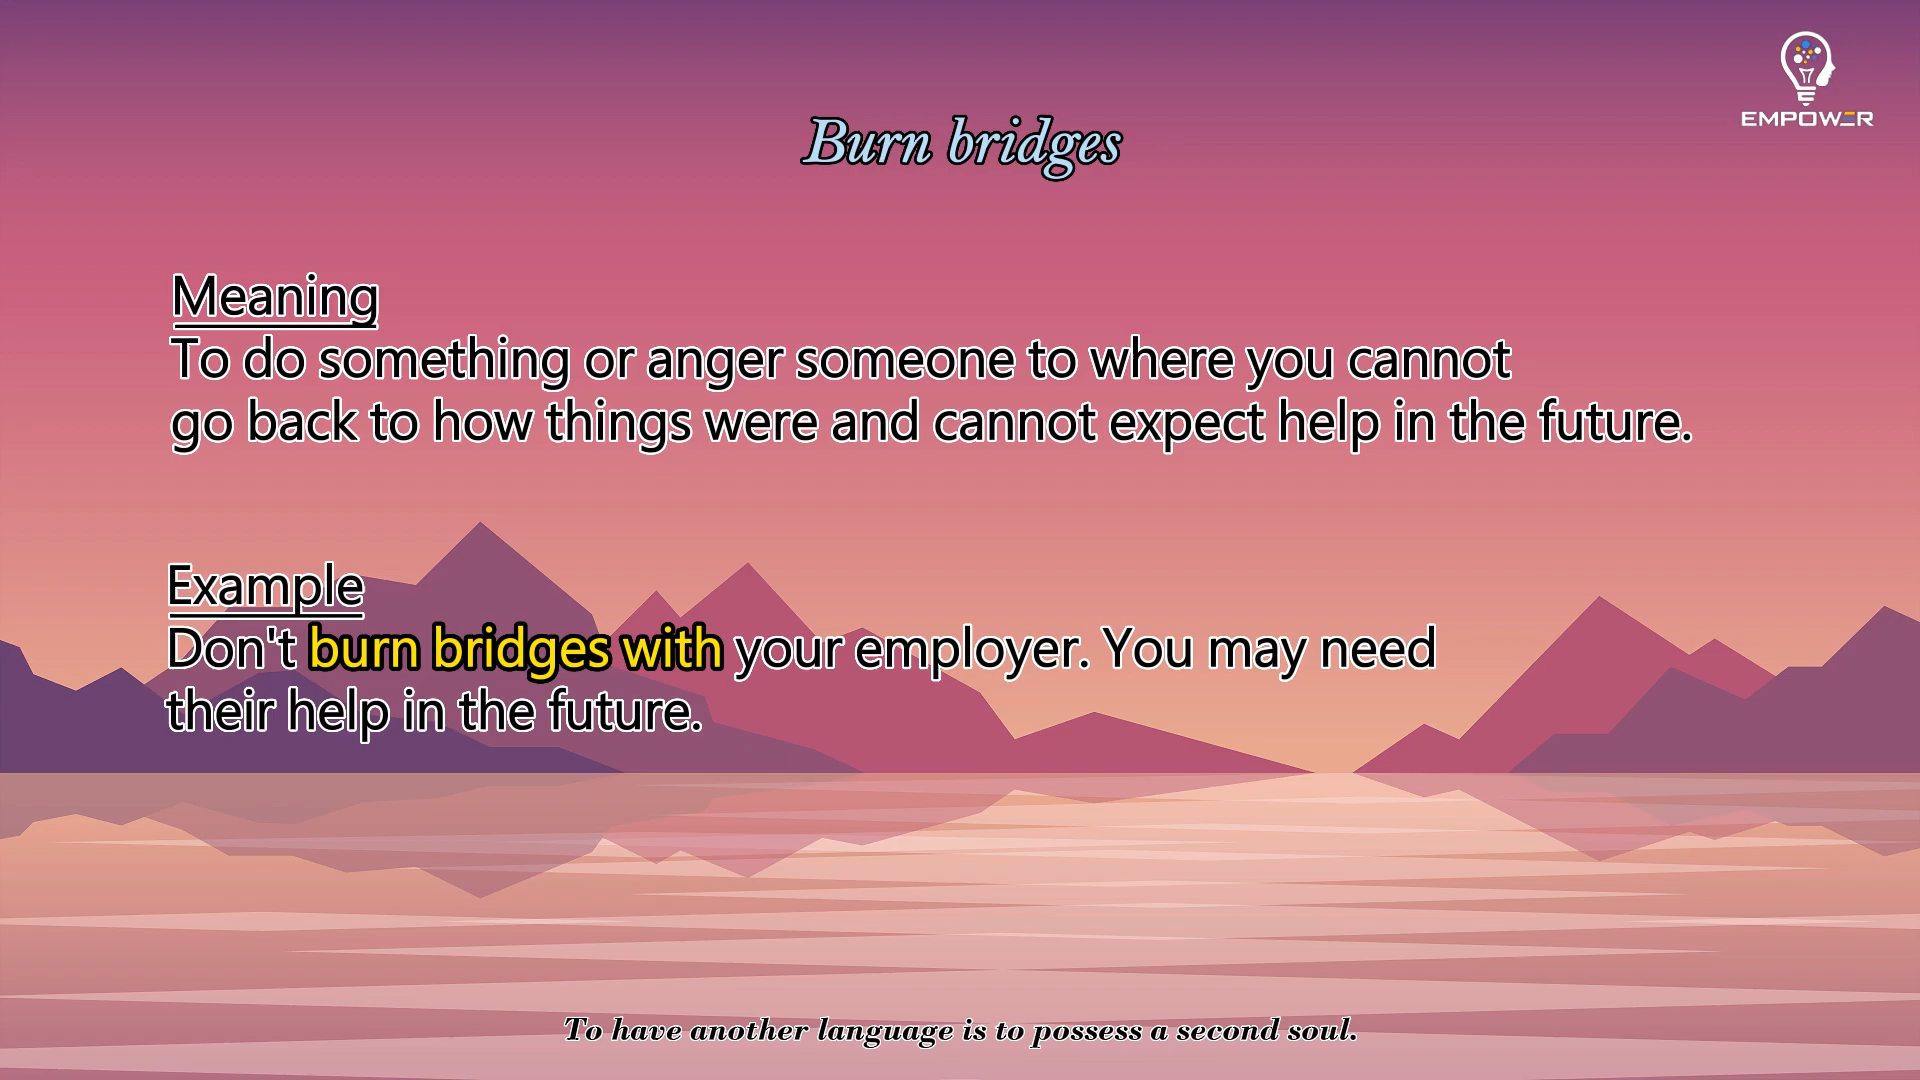 EMPOWER
Burn bridges
Meaning
To do something or anger someone to where you cannot
go back to how things were and cannot expect help in the future.
Example
Don't burn bridges with your employer. You may need
their help in the future.
To have another language is to possess a second soul.